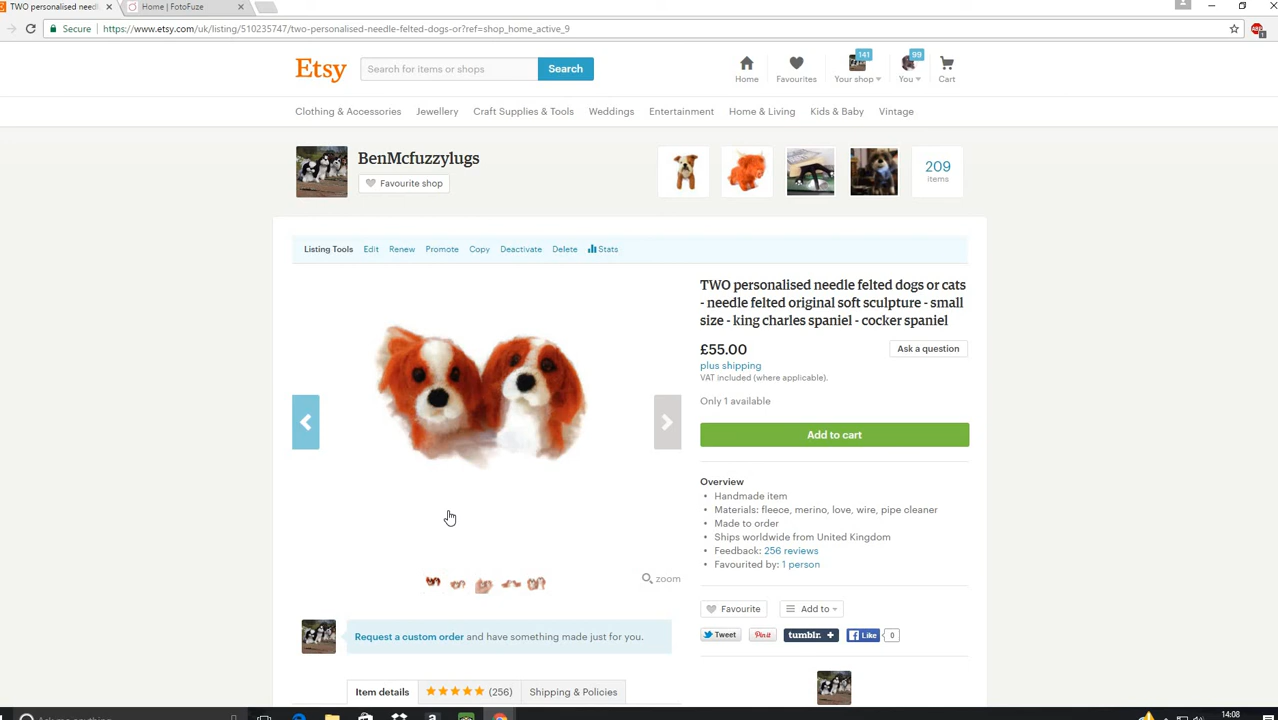 TWO personalised needle
Home | FotoFuze
Secure
https://www.etsy.com/uk/listing/510235747/two-personalised-needle-felted-dogs-or?ref=shop_home_active_9
Etsy
Search for items or shops
Search
141
99
Home
Favourites
Your shop
You
Cart
Clothing & Accessories
Jewellery
Craft Supplies & Tools
Weddings
Entertainment
Home & Living
Kids & Baby
Vintage
BenMcfuzzylugs
Favourite shop
209
items
Listing Tools
Edit
Renew
Promote
Copy
Deactivate
Delete
Stats
TWO personalised needle felted dogs or cats
- needle felted original soft sculpture - small
size - king charles spaniel - cocker spaniel
£55.00
Ask a question
plus shipping
VAT included (where applicable).
Only 1 available
Add to cart
Overview
• Handmade item
• Materials: fleece, merino, love, wire, pipe cleaner
• Made to order
• Ships worldwide from United Kingdom
• Feedback: 256 reviews
• Favourited by: 1 person
zoom
Favourite
Add to
Tweet
Pin it
tumblr. +
Like
0
Request a custom order and have something made just for you.
Item details
(256)
Shipping & Policies
Ask me anything
14:08